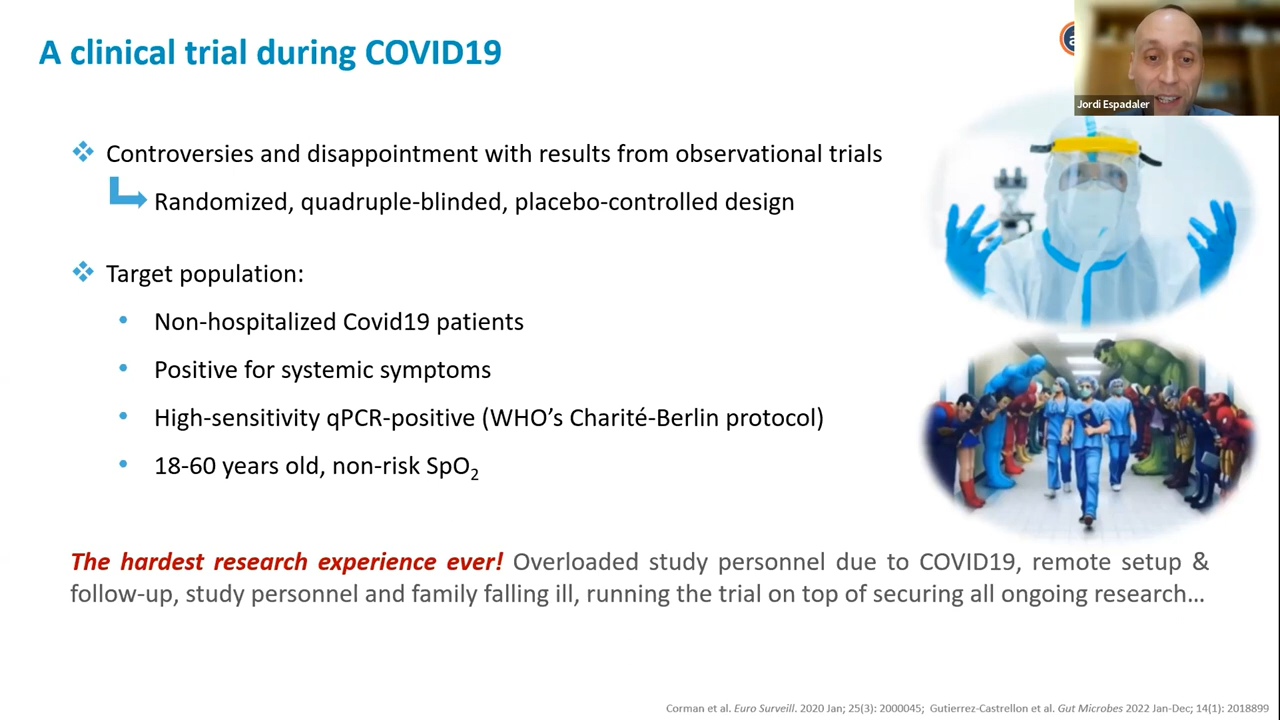 A clinical trial during COVID19
Jordi Espadaler
❖ Controversies and disappointment with results from observational trials
Randomized, quadruple-blinded, placebo-controlled design
❖ Target population:
• Non-hospitalized Covid19 patients
• Positive for systemic symptoms
• High-sensitivity qPCR-positive (WHO’s Charité-Berlin protocol)
• 18-60 years old, non-risk SpO₂
The hardest research experience ever! Overloaded study personnel due to COVID19, remote setup &
follow-up, study personnel and family falling ill, running the trial on top of securing all ongoing research…
Corman et al. Euro Surveill. 2020 Jan; 25(3): 2000045; Gutierrez-Castrellon et al. Gut Microbes 2022 Jan-Dec; 14(1): 2018899